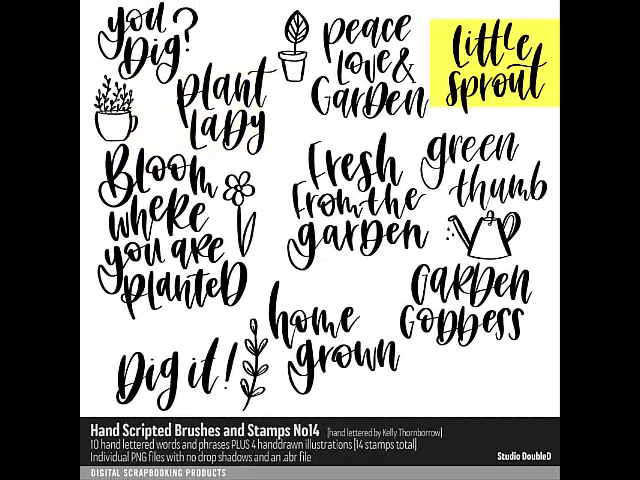 you
Dig?
Peace
Love &
Garden
little
sprout
Plant
Lady
Bloom
where
you are
Planted
Fresh
From the
garden
green
thumb
Garden
Goddess
home
grown
Dig it!
Hand Scripted Brushes and Stamps No14 [hand lettered by Kelly Thornborrow]
10 hand lettered words and phrases PLUS 4 handdrawn illustrations [14 stamps total]
Individual PNG files with no drop shadows and an .abr file
Studio DoubleD
DIGITAL SCRAPBOOKING PRODUCTS